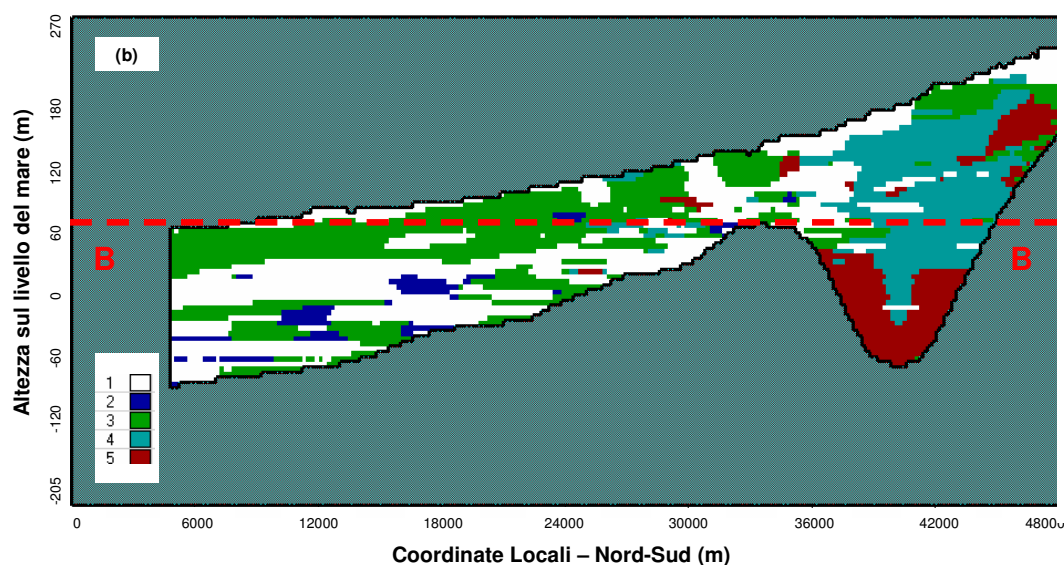 (b)
Altezza sul livello del mare (m)
270
180
120
60
0
-60
-120
-205
B
B
1
2
3
4
5
0 6000 12000 18000 24000 30000 36000 42000 48000
Coordinate Locali – Nord-Sud (m)